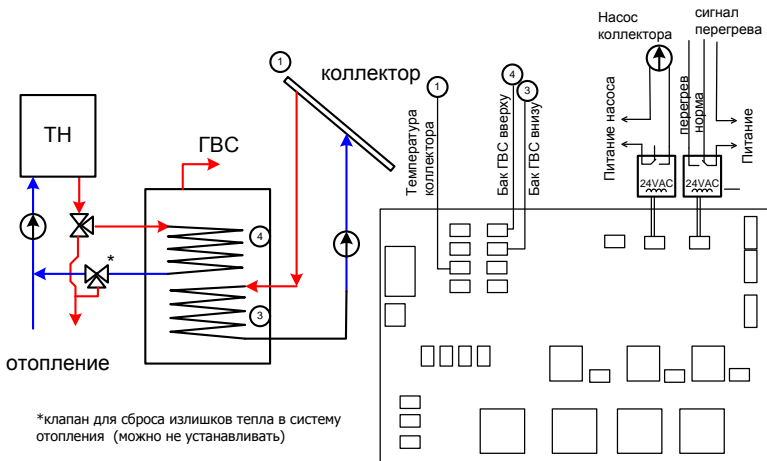 Насос
коллектора
сигнал
перегрева
1
коллектор
ТН
ГВС
4
3
*
отопление
*клапан для сброса излишков тепла в систему
отопления (можно не устанавливать)
1
4
3
Температура
коллектора
Бак ГВС вверху
Бак ГВС внизу
Питание насоса
перегрев
норма
Питание
24VAC
24VAC